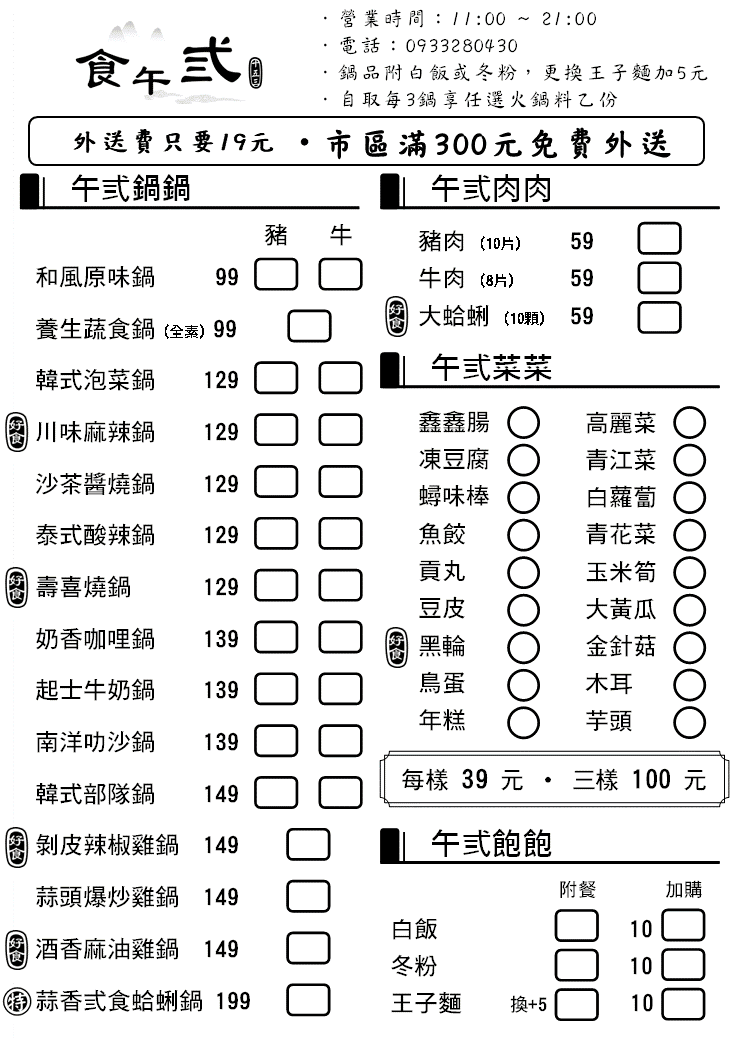 食午弍
午五日
· 營業時間：11:00 ~ 21:00
· 電話：0933280430
· 鍋品附白飯或冬粉，更換王子麵加5元
· 自取每3鍋享任選火鍋料乙份
外送費只要19元 · 市區滿300元免費外送
午弍鍋鍋
豬 牛
和風原味鍋 99
養生蔬食鍋 (全素) 99
韓式泡菜鍋 129
好食 川味麻辣鍋 129
沙茶醬燒鍋 129
泰式酸辣鍋 129
好食 壽喜燒鍋 129
奶香咖哩鍋 139
起士牛奶鍋 139
南洋叻沙鍋 139
韓式部隊鍋 149
好食 剝皮辣椒雞鍋 149
蒜頭爆炒雞鍋 149
好食 酒香麻油雞鍋 149
特 蒜香弍食蛤蜊鍋 199
午弍肉肉
豬肉 (10片) 59
牛肉 (8片) 59
好食 大蛤蜊 (10顆) 59
午弍菜菜
鑫鑫腸 高麗菜
凍豆腐 青江菜
蟳味棒 白蘿蔔
魚餃 青花菜
貢丸 玉米筍
豆皮 大黃瓜
好食 黑輪 金針菇
鳥蛋 木耳
年糕 芋頭
每樣 39 元 · 三樣 100 元
午弍飽飽
附餐 加購
白飯 10
冬粉 10
王子麵 換+5 10